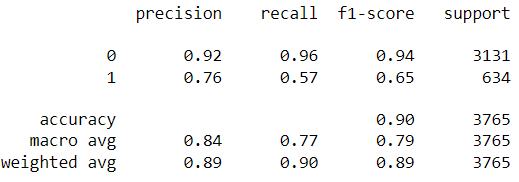 precision recall f1-score support
0 0.92 0.96 0.94 3131
1 0.76 0.57 0.65 634
accuracy 0.90 3765
macro avg 0.84 0.77 0.79 3765
weighted avg 0.89 0.90 0.89 3765